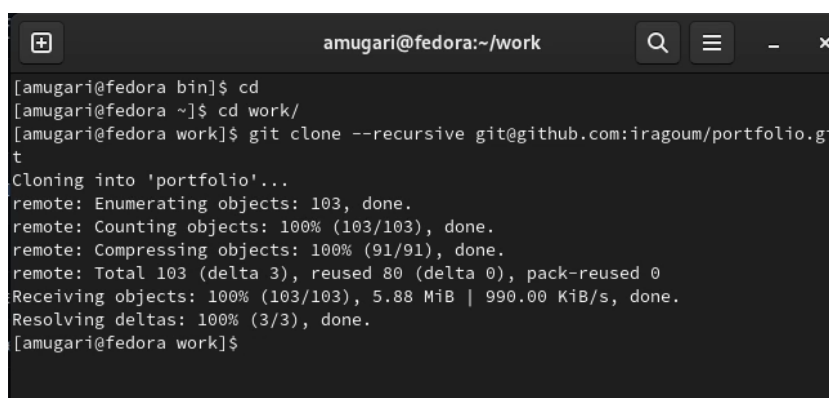 amugari@fedora:~/work
[amugari@fedora bin]$ cd
[amugari@fedora ~]$ cd work/
[amugari@fedora work]$ git clone --recursive git@github.com:iragoum/portfolio.gi
t
Cloning into 'portfolio'...
remote: Enumerating objects: 103, done.
remote: Counting objects: 100% (103/103), done.
remote: Compressing objects: 100% (91/91), done.
remote: Total 103 (delta 3), reused 80 (delta 0), pack-reused 0
Receiving objects: 100% (103/103), 5.88 MiB | 990.00 KiB/s, done.
Resolving deltas: 100% (3/3), done.
[amugari@fedora work]$